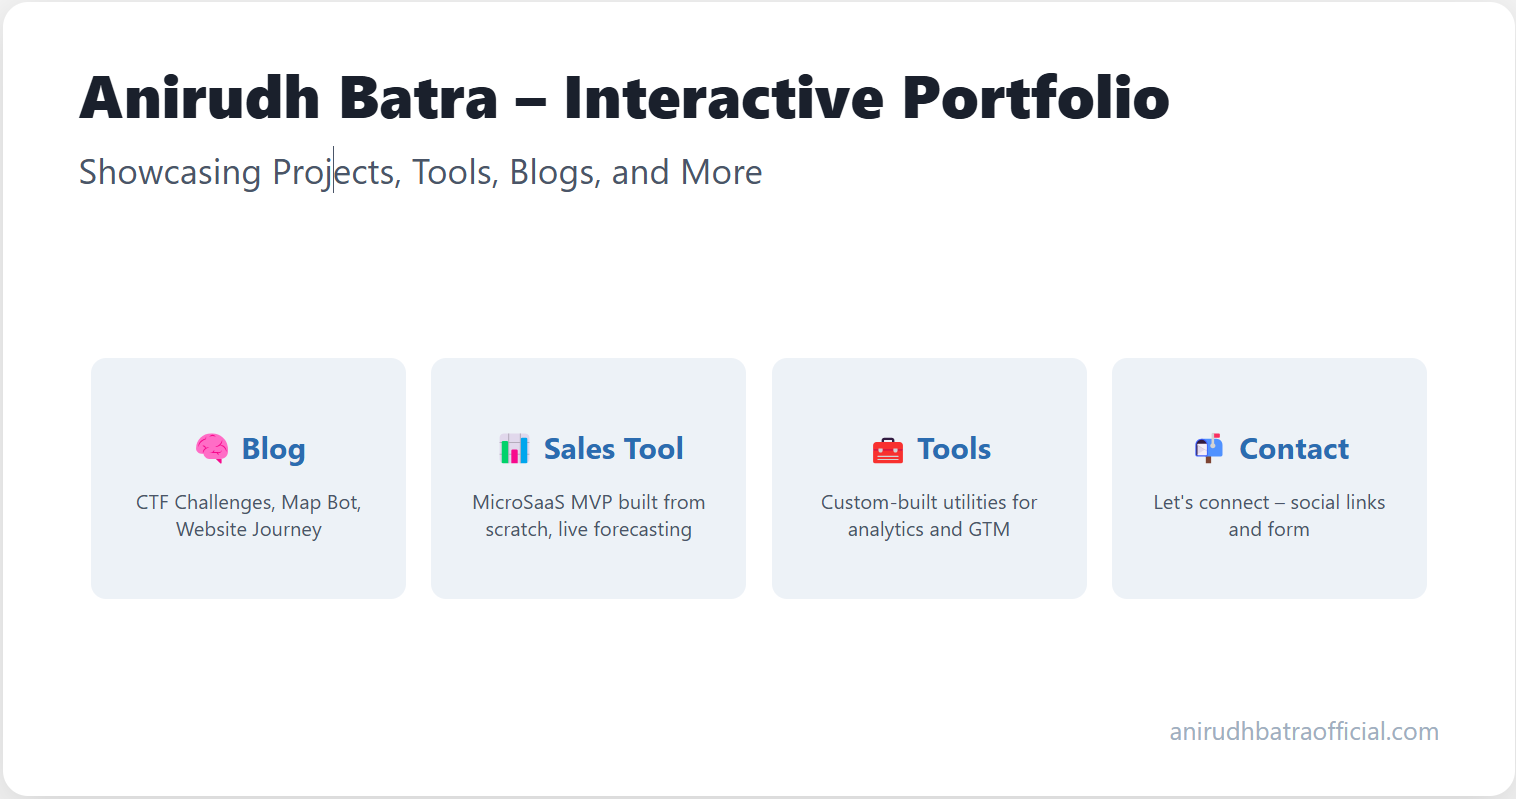 Anirudh Batra – Interactive Portfolio
Showcasing Projects, Tools, Blogs, and More
Blog
CTF Challenges, Map Bot,
Website Journey
Sales Tool
MicroSaaS MVP built from
scratch, live forecasting
Tools
Custom-built utilities for
analytics and GTM
Contact
Let's connect – social links
and form
anirudhbatraofficial.com